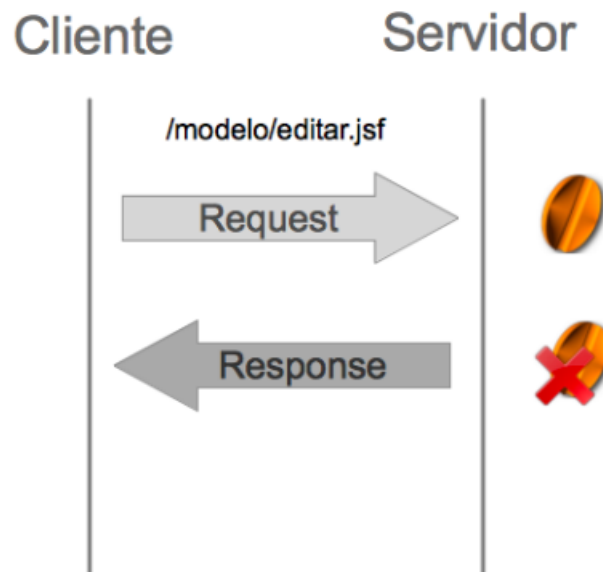 Cliente
Servidor
/modelo/editar.jsf
Request
Response